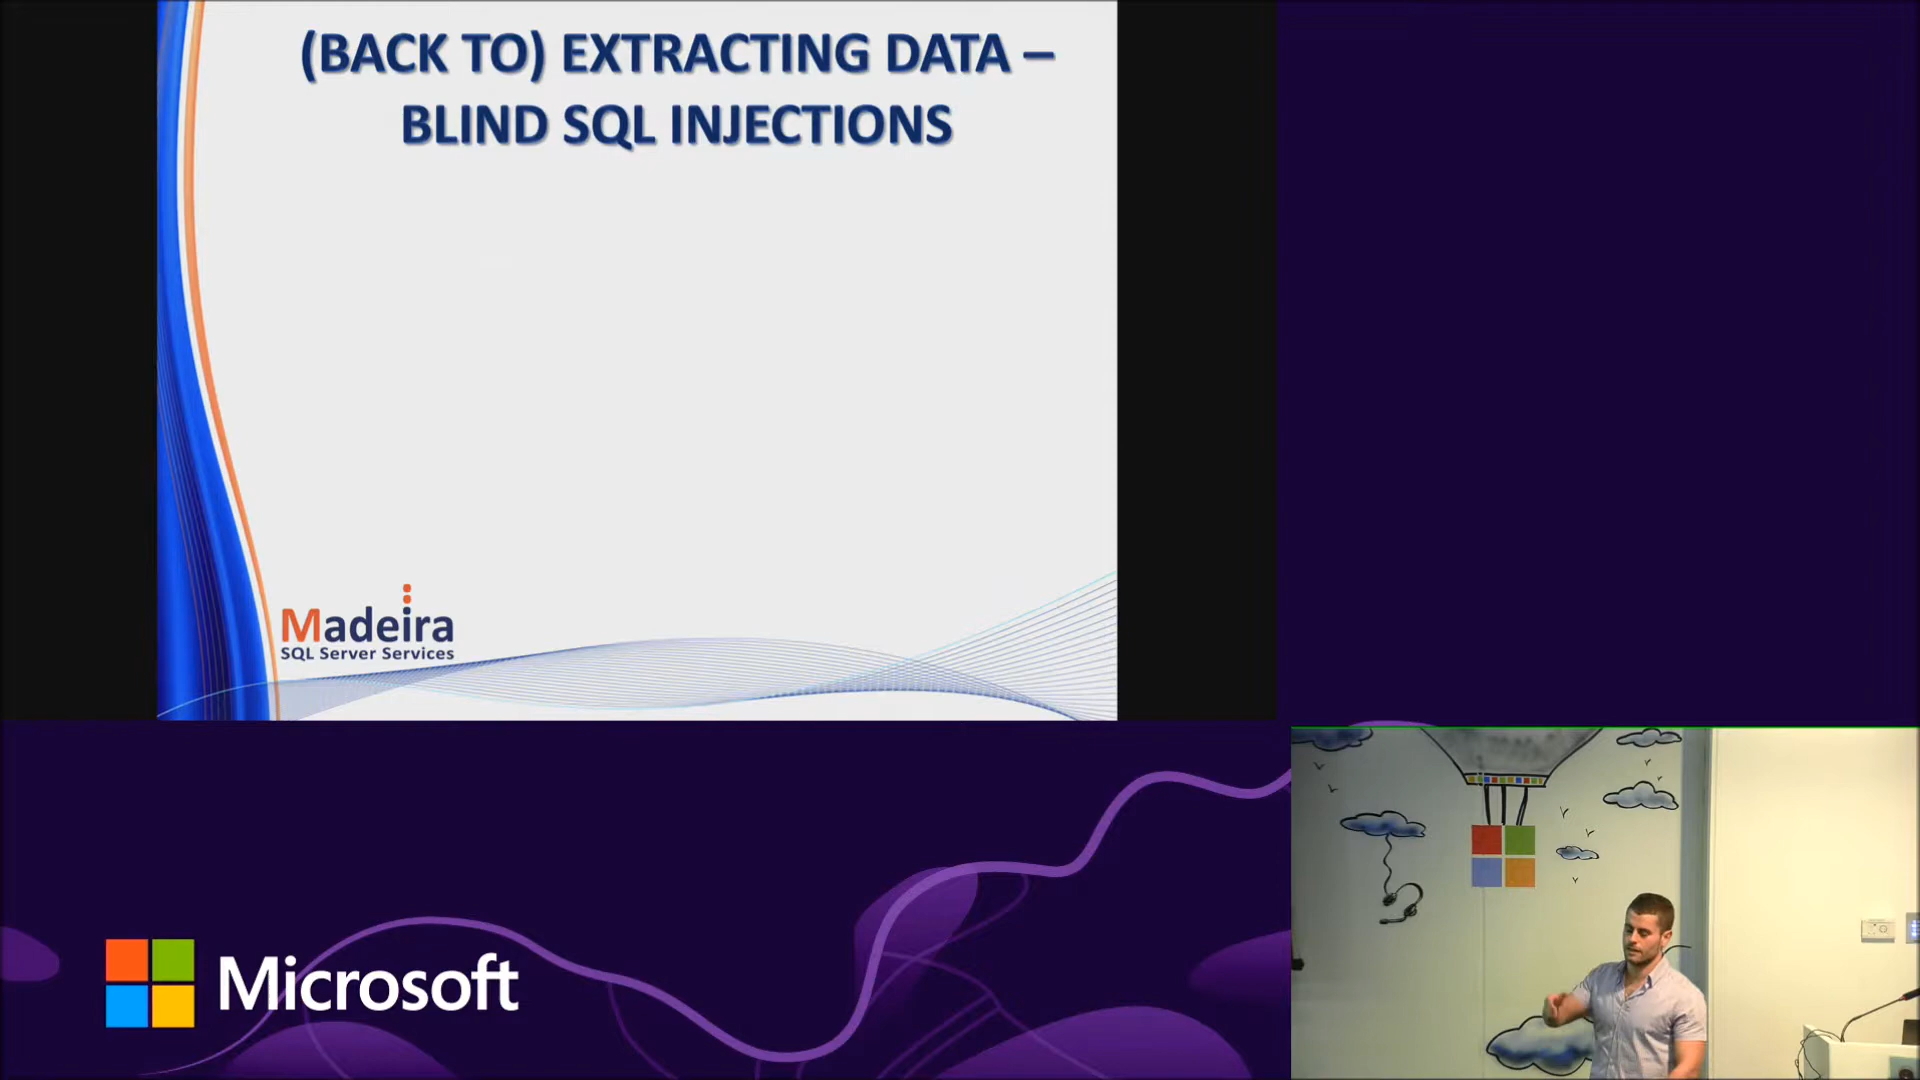 (BACK TO) EXTRACTING DATA –
BLIND SQL INJECTIONS
Madeira
SQL Server Services
Microsoft